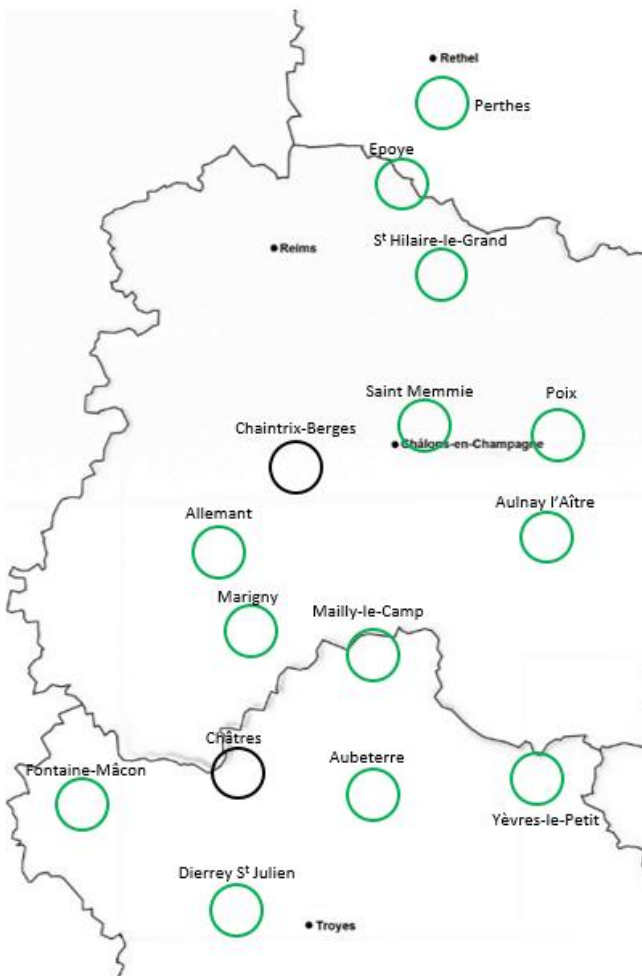 Rethel
Perthes
Epoye
Sᵗ Hilaire-le-Grand
Reims
Saint Memmie
Poix
Chaintrix-Berges
Châlons-en-Champagne
Aulnay l'Aître
Allemant
Marigny
Mailly-le-Camp
Châtres
Aubeterre
Fontaine-Mâcon
Yèvres-le-Petit
Dierrey Sᵗ Julien
Troyes